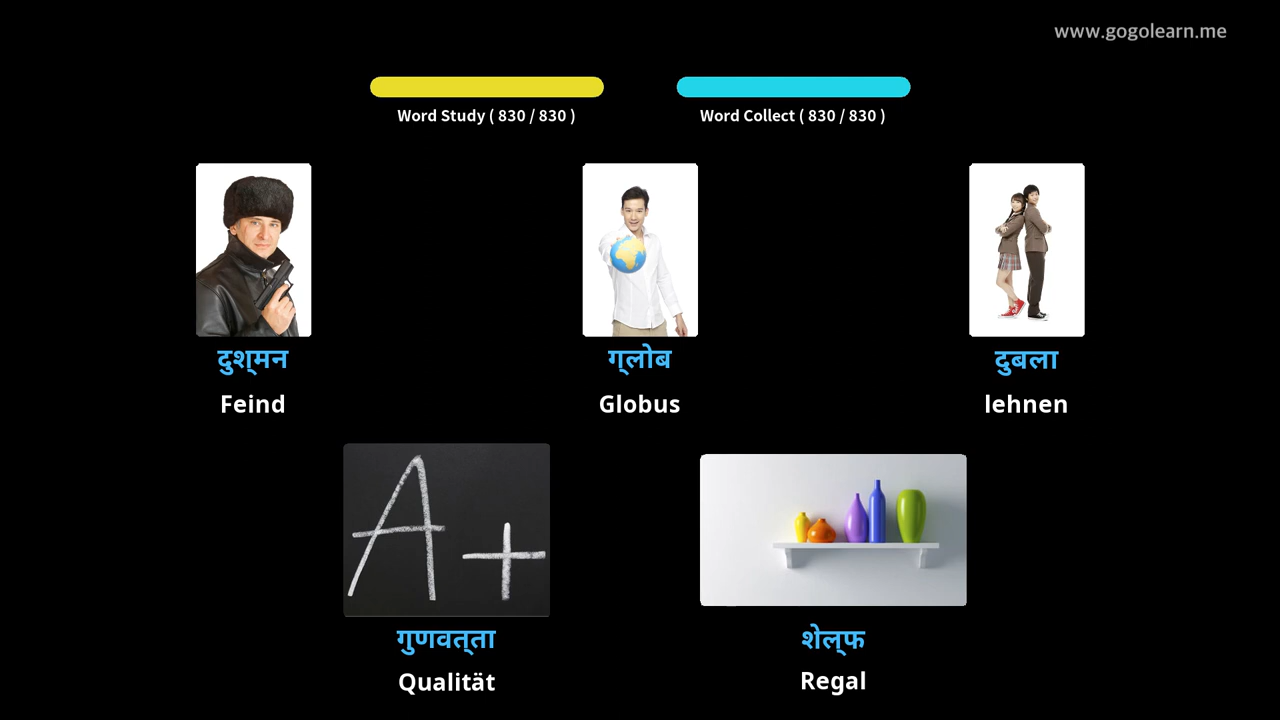 www.gogolearn.me
Word Study ( 830 / 830 )
Word Collect ( 830 / 830 )
दुश्मन
ग्लोब
दुबला
Feind
Globus
lehnen
A+
गुणवत्ता
शेल्फ
Qualität
Regal